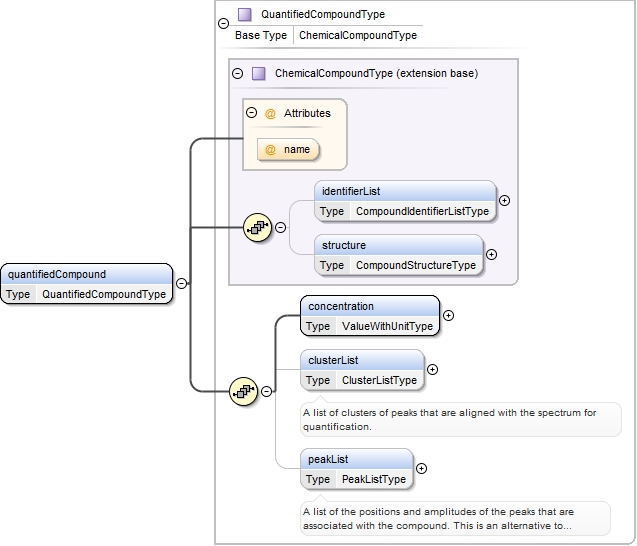 QuantifiedCompoundType
Base Type ChemicalCompoundType
ChemicalCompoundType (extension base)
@ Attributes
@ name
identifierList
Type CompoundIdentifierListType
structure
Type CompoundStructureType
quantifiedCompound
Type QuantifiedCompoundType
concentration
Type ValueWithUnitType
clusterList
Type ClusterListType
A list of clusters of peaks that are aligned with the spectrum for
quantification.
peakList
Type PeakListType
A list of the positions and amplitudes of the peaks that are
associated with the compound. This is an alternative to...